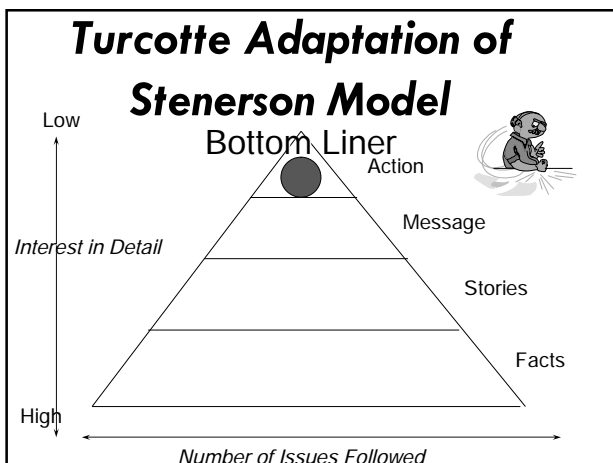 Turcotte Adaptation of
Stenerson Model
Low
Bottom Liner
Action
Message
Interest in Detail
Stories
Facts
High
Number of Issues Followed